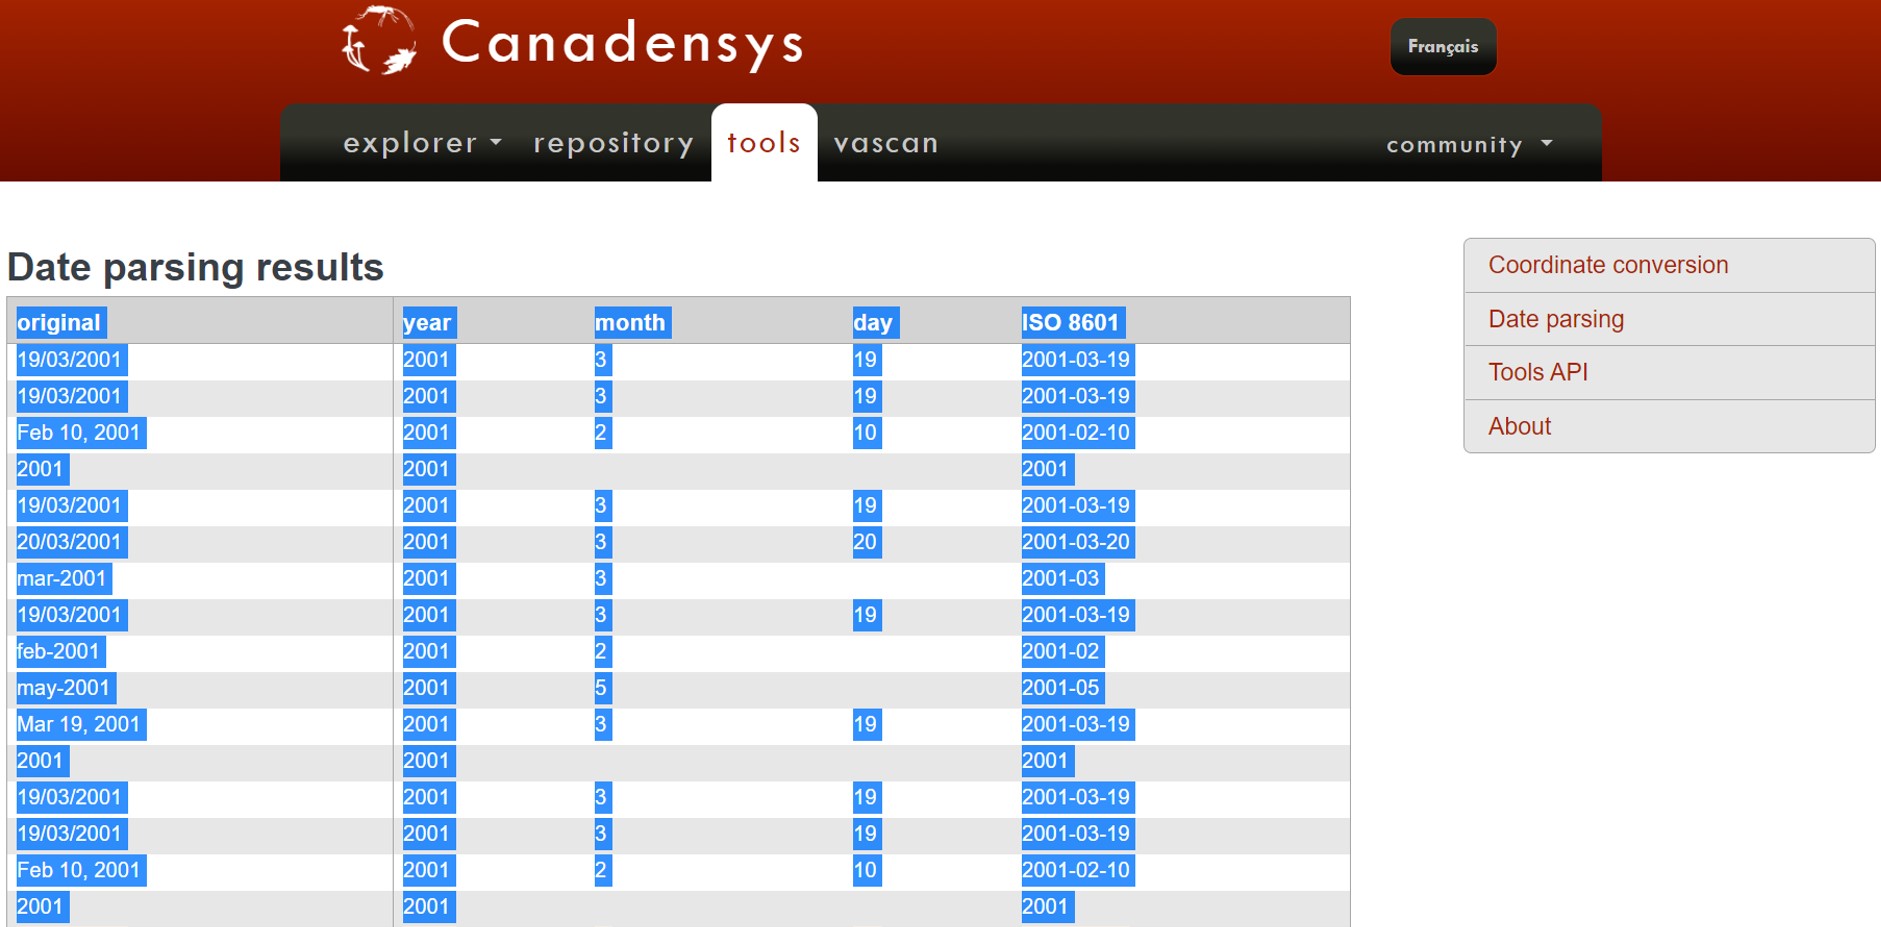 Canadensys
Français
explorer repository tools vascan community
Date parsing results
original year month day ISO 8601
19/03/2001 2001 3 19 2001-03-19
19/03/2001 2001 3 19 2001-03-19
Feb 10, 2001 2001 2 10 2001-02-10
2001 2001 2001
19/03/2001 2001 3 19 2001-03-19
20/03/2001 2001 3 20 2001-03-20
mar-2001 2001 3 2001-03
19/03/2001 2001 3 19 2001-03-19
feb-2001 2001 2 2001-02
may-2001 2001 5 2001-05
Mar 19, 2001 2001 3 19 2001-03-19
2001 2001 2001
19/03/2001 2001 3 19 2001-03-19
19/03/2001 2001 3 19 2001-03-19
Feb 10, 2001 2001 2 10 2001-02-10
2001 2001 2001
Coordinate conversion
Date parsing
Tools API
About